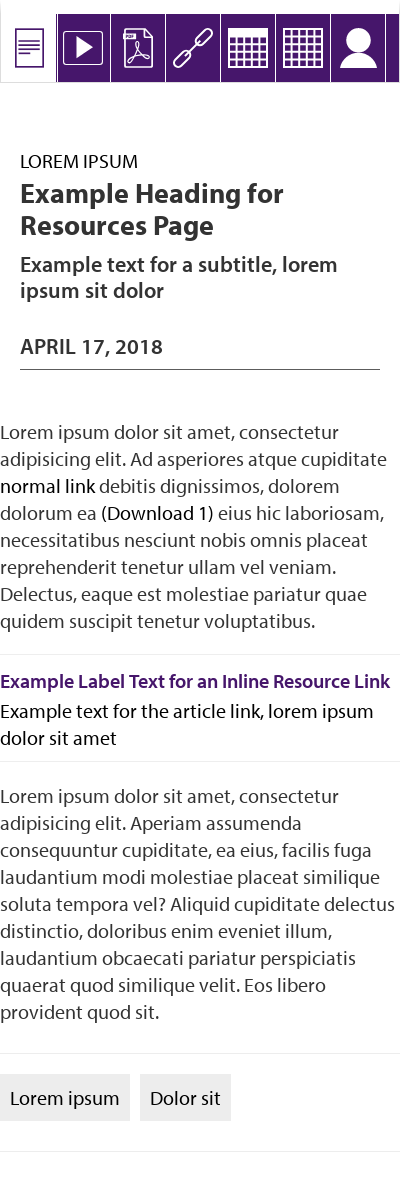 LOREM IPSUM
Example Heading for
Resources Page
Example text for a subtitle, lorem
ipsum sit dolor
APRIL 17, 2018
Lorem ipsum dolor sit amet, consectetur
adipisicing elit. Ad asperiores atque cupiditate
normal link debitis dignissimos, dolorem
dolorum ea (Download 1) eius hic laboriosam,
necessitatibus nesciunt nobis omnis placeat
reprehenderit tenetur ullam vel veniam.
Delectus, eaque est molestiae pariatur quae
quidem suscipit tenetur voluptatibus.
Example Label Text for an Inline Resource Link
Example text for the article link, lorem ipsum
dolor sit amet
Lorem ipsum dolor sit amet, consectetur
adipisicing elit. Aperiam assumenda
consequuntur cupiditate, ea eius, facilis fuga
laudantium modi molestiae placeat similique
soluta tempora vel? Aliquid cupiditate delectus
distinctio, doloribus enim eveniet illum,
laudantium obcaecati pariatur perspiciatis
quaerat quod similique velit. Eos libero
provident quod sit.
Lorem ipsum
Dolor sit